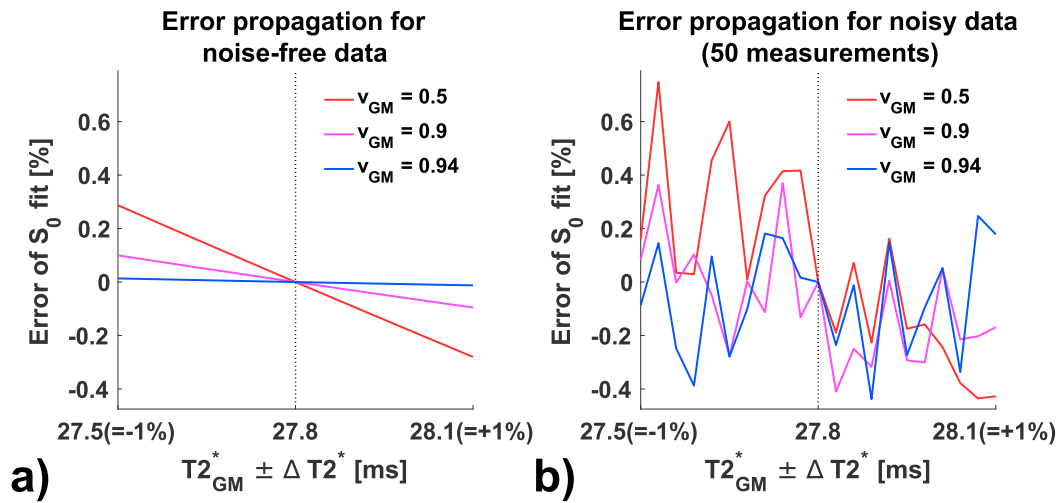 Error propagation for
noise-free data
v_GM = 0.5
v_GM = 0.9
v_GM = 0.94
Error of S_0 fit [%]
0.6
0.4
0.2
0
-0.2
-0.4
27.5(=-1%) 27.8 28.1(=+1%)
T2*_GM ± Δ T2* [ms]
a)
Error propagation for noisy data
(50 measurements)
v_GM = 0.5
v_GM = 0.9
v_GM = 0.94
Error of S_0 fit [%]
0.6
0.4
0.2
0
-0.2
-0.4
27.5(=-1%) 27.8 28.1(=+1%)
T2*_GM ± Δ T2* [ms]
b)